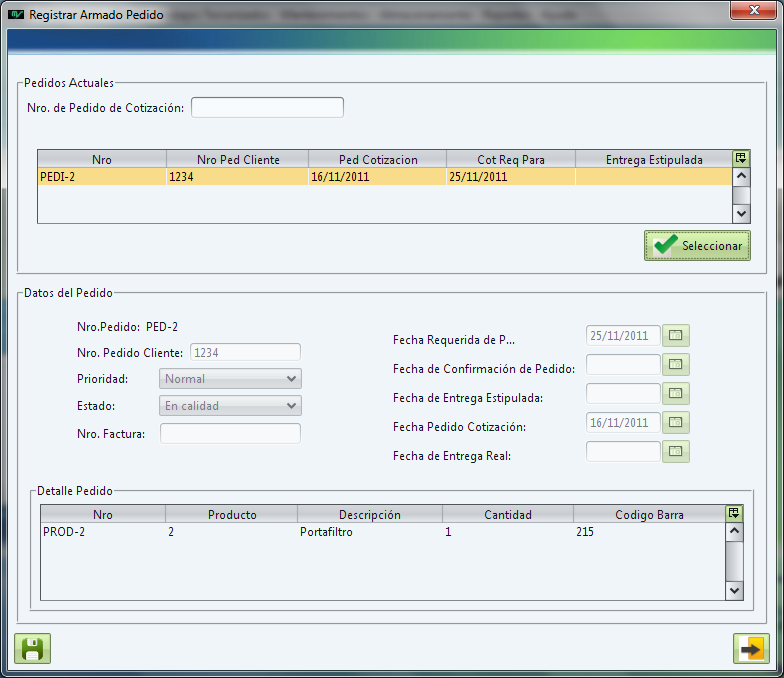 Registrar Armado Pedido
Pedidos Actuales
Nro. de Pedido de Cotización:
Nro Nro Ped Cliente Ped Cotizacion Cot Req Para Entrega Estipulada
PEDI-2 1234 16/11/2011 25/11/2011
Seleccionar
Datos del Pedido
Nro.Pedido: PED-2
Nro. Pedido Cliente: 1234
Prioridad: Normal
Estado: En calidad
Nro. Factura:
Fecha Requerida de P... 25/11/2011
Fecha de Confirmación de Pedido:
Fecha de Entrega Estipulada:
Fecha Pedido Cotización: 16/11/2011
Fecha de Entrega Real:
Detalle Pedido
Nro Producto Descripción Cantidad Codigo Barra
PROD-2 2 Portafiltro 1 215